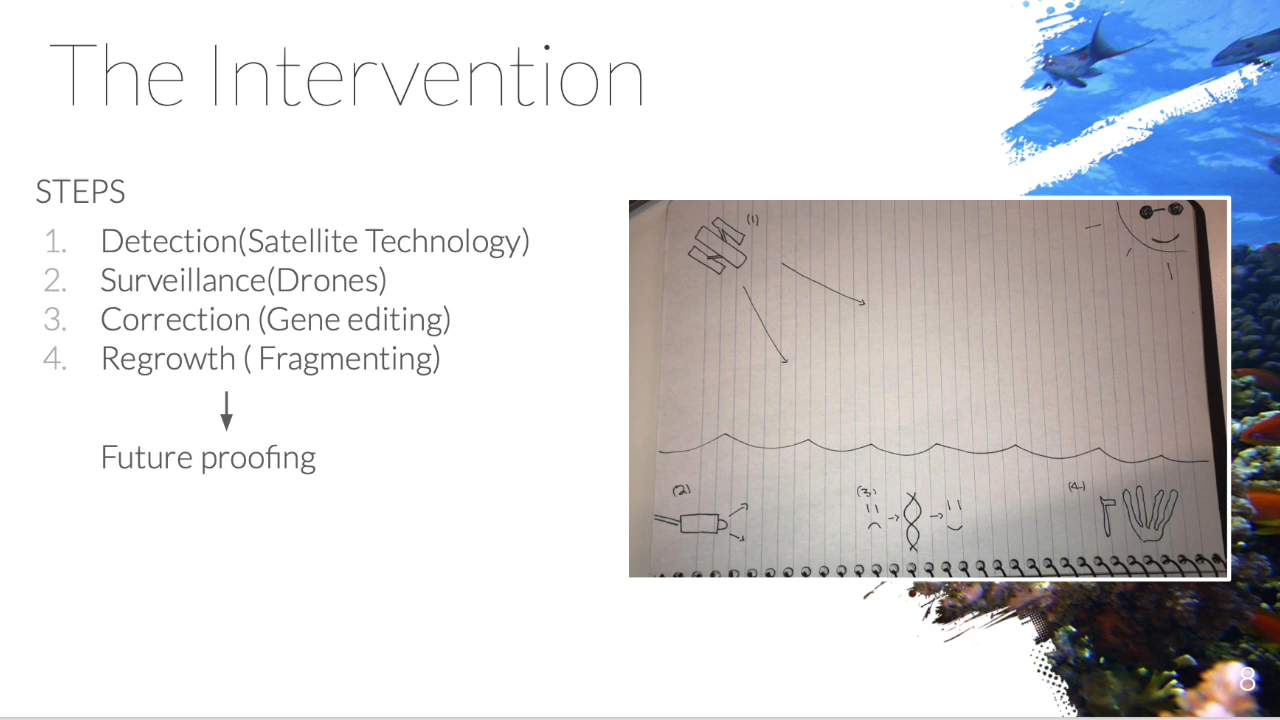 The Intervention
STEPS
1. Detection(Satellite Technology)
2. Surveillance(Drones)
3. Correction (Gene editing)
4. Regrowth ( Fragmenting)
Future proofing
(1)
(2)
(3)
(4)
8